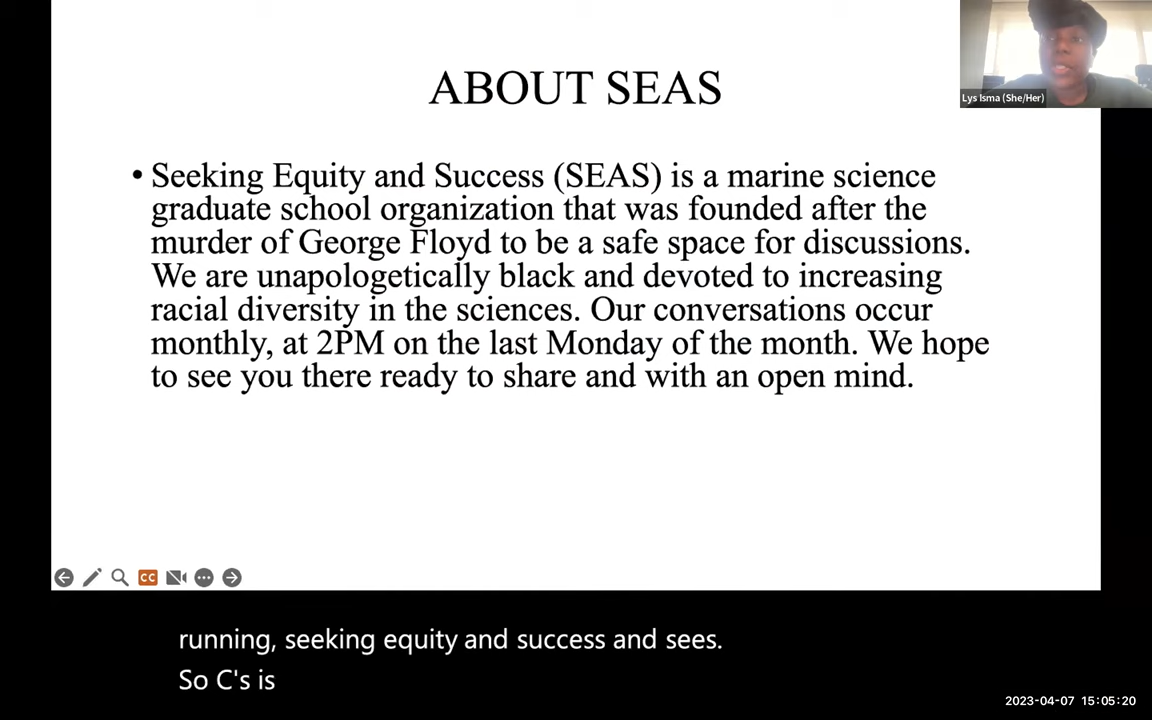 ABOUT SEAS
Lys Isma (She/Her)
• Seeking Equity and Success (SEAS) is a marine science
graduate school organization that was founded after the
murder of George Floyd to be a safe space for discussions.
We are unapologetically black and devoted to increasing
racial diversity in the sciences. Our conversations occur
monthly, at 2PM on the last Monday of the month. We hope
to see you there ready to share and with an open mind.
CC
running, seeking equity and success and sees.
So C's is
2023-04-07 15:05:20